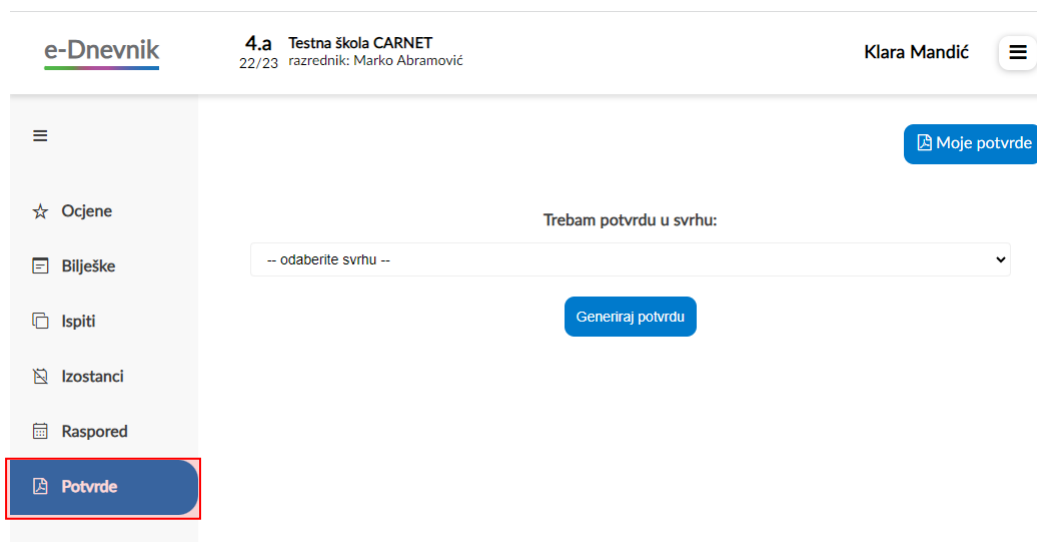 e-Dnevnik
4.a Testna škola CARNET
22/23 razrednik: Marko Abramović
Klara Mandić
Moje potvrde
Ocjene
Trebam potvrdu u svrhu:
-- odaberite svrhu --
Bilješke
Generiraj potvrdu
Ispiti
Izostanci
Raspored
Potvrde